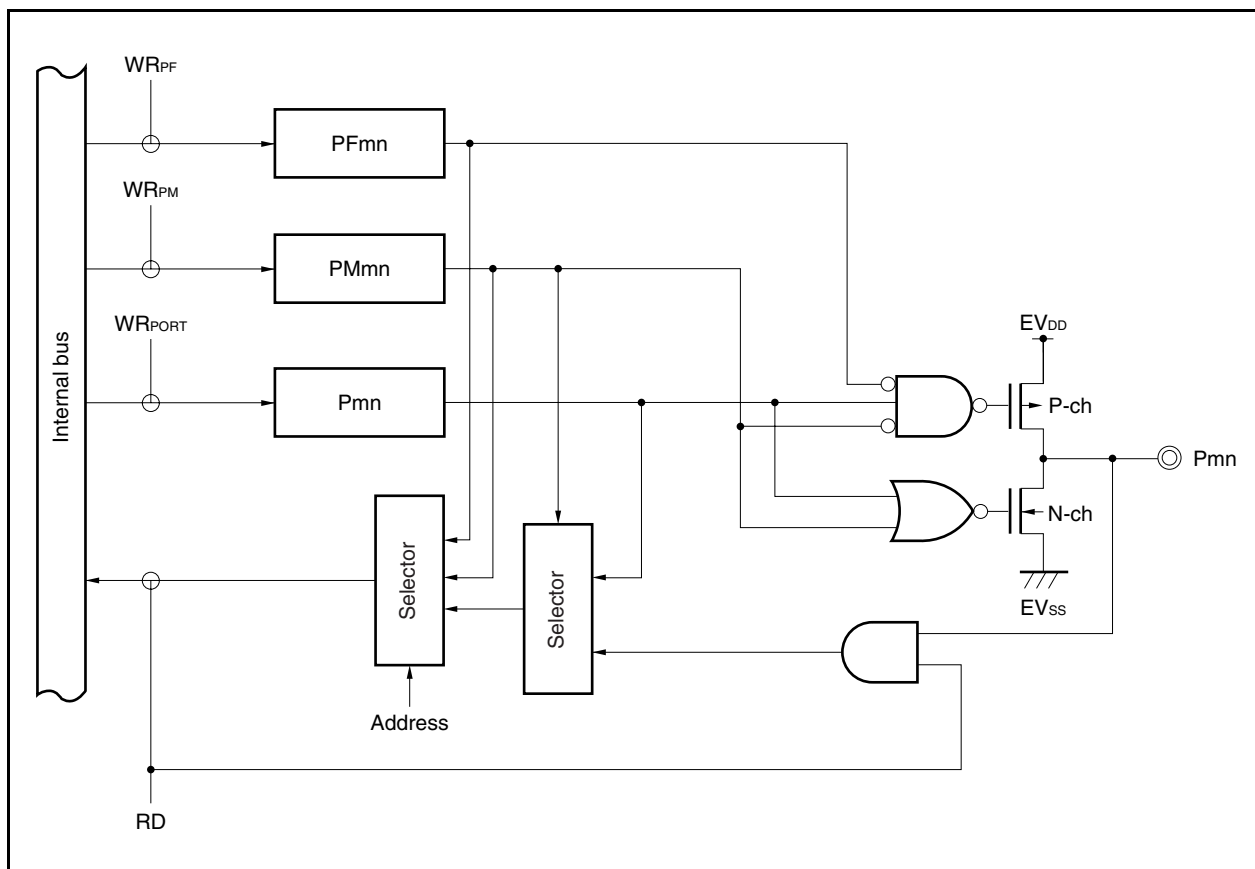 WRPF
PFmn
WRPM
PMmn
WRPORT
Pmn
Internal bus
EVDD
P-ch
Pmn
N-ch
EVSS
Selector
Selector
Address
RD